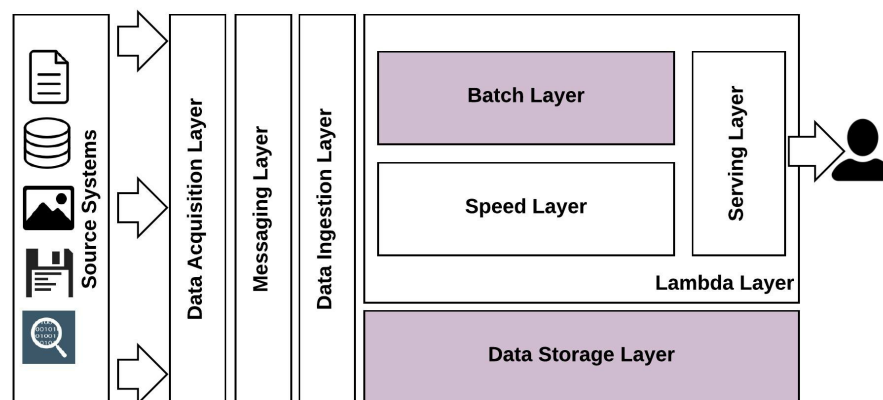 Source Systems
Data Acquisition Layer
Messaging Layer
Data Ingestion Layer
Batch Layer
Speed Layer
Serving Layer
Lambda Layer
Data Storage Layer